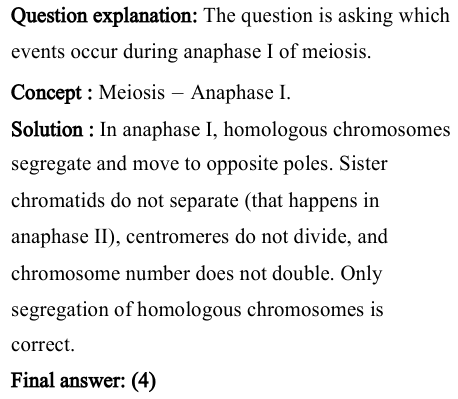 Question explanation: The question is asking which
events occur during anaphase I of meiosis.
Concept : Meiosis – Anaphase I.
Solution : In anaphase I, homologous chromosomes
segregate and move to opposite poles. Sister
chromatids do not separate (that happens in
anaphase II), centromeres do not divide, and
chromosome number does not double. Only
segregation of homologous chromosomes is
correct.
Final answer: (4)